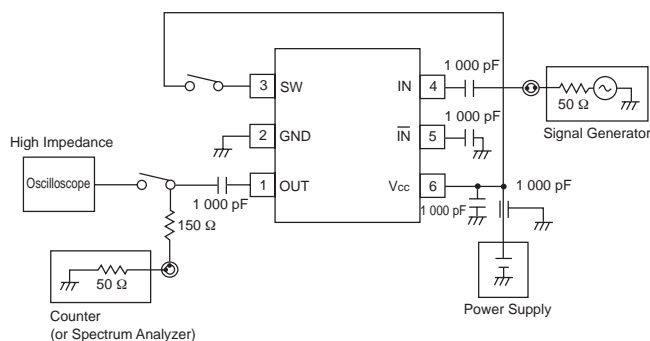 1 000 pF
3
SW
IN
4
50 Ω
Signal Generator
1 000 pF
2
GND
IN
5
High Impedance
Oscilloscope
1
OUT
Vcc
6
1 000 pF
1 000 pF
1 000 pF
150 Ω
50 Ω
Counter
(or Spectrum Analyzer)
Power Supply